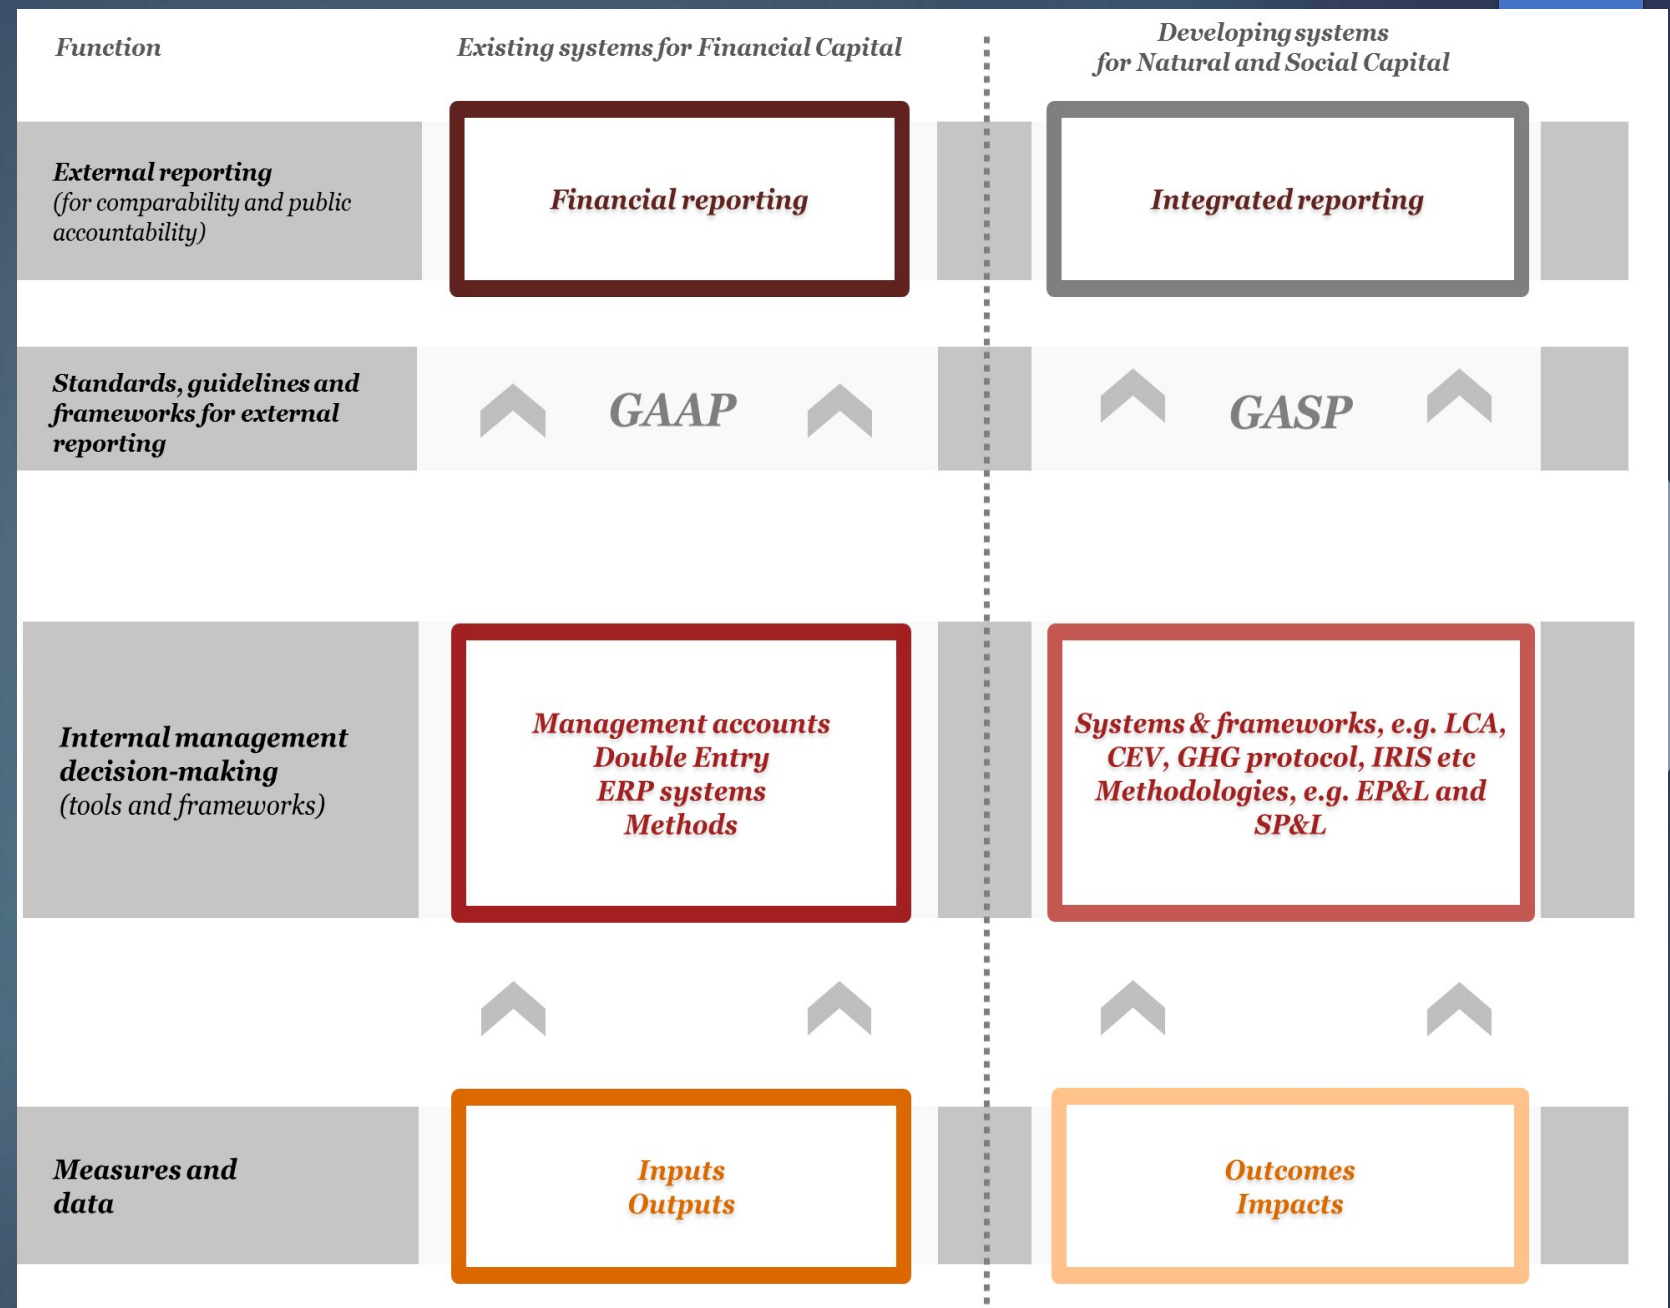 Function
Existing systems for Financial Capital
Developing systems
for Natural and Social Capital
External reporting
(for comparability and public
accountability)
Financial reporting
Integrated reporting
Standards, guidelines and
frameworks for external
reporting
GAAP
GASP
Internal management
decision-making
(tools and frameworks)
Management accounts
Double Entry
ERP systems
Methods
Systems & frameworks, e.g. LCA,
CEV, GHG protocol, IRIS etc
Methodologies, e.g. EP&L and
SP&L
Measures and
data
Inputs
Outputs
Outcomes
Impacts